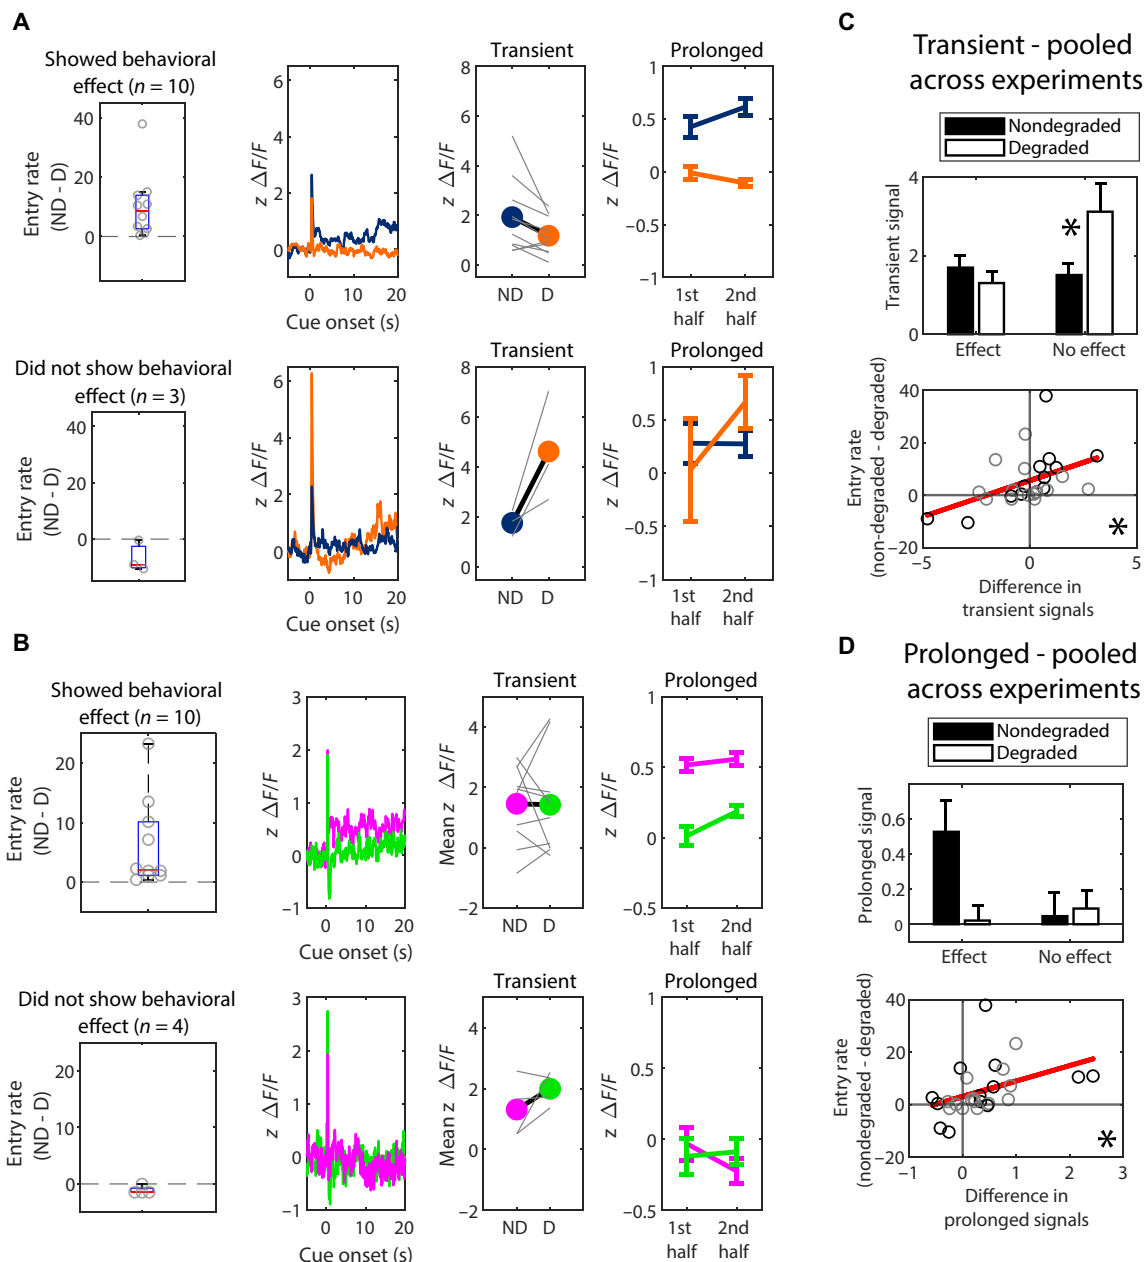 A
Showed behavioral
effect (n = 10)
Entry rate
(ND - D)
40
20
0
z ΔF/F
6
4
2
0
0 10 20
Cue onset (s)
Transient
z ΔF/F
8
6
4
2
0
ND D
Prolonged
z ΔF/F
1
0.5
0
−0.5
−1
1st 2nd
half half
Did not show behavioral
effect (n = 3)
Entry rate
(ND - D)
40
20
0
z ΔF/F
6
4
2
0
0 10 20
Cue onset (s)
Transient
z ΔF/F
8
6
4
2
0
ND D
Prolonged
z ΔF/F
1
0.5
0
−0.5
−1
1st 2nd
half half
B
Showed behavioral
effect (n = 10)
Entry rate
(ND - D)
20
10
0
z ΔF/F
3
2
1
0
−1
0 10 20
Cue onset (s)
Transient
Mean z ΔF/F
4
2
0
−2
ND D
Prolonged
z ΔF/F
1
0.5
0
−0.5
1st 2nd
half half
Did not show behavioral
effect (n = 4)
Entry rate
(ND - D)
20
10
0
z ΔF/F
3
2
1
0
−1
0 10 20
Cue onset (s)
Transient
Mean z ΔF/F
4
2
0
−2
ND D
Prolonged
z ΔF/F
1
0.5
0
−0.5
1st 2nd
half half
C
Transient - pooled
across experiments
Nondegraded
Degraded
Transient signal
4
2
0
*
Effect No effect
Entry rate
(non-degraded - degraded)
40
20
0
−20
*
−5 0 5
Difference in
transient signals
D
Prolonged - pooled
across experiments
Nondegraded
Degraded
Prolonged signal
0.6
0.4
0.2
0
Effect No effect
Entry rate
(nondegraded - degraded)
40
20
0
−20
*
−1 0 1 2 3
Difference in
prolonged signals